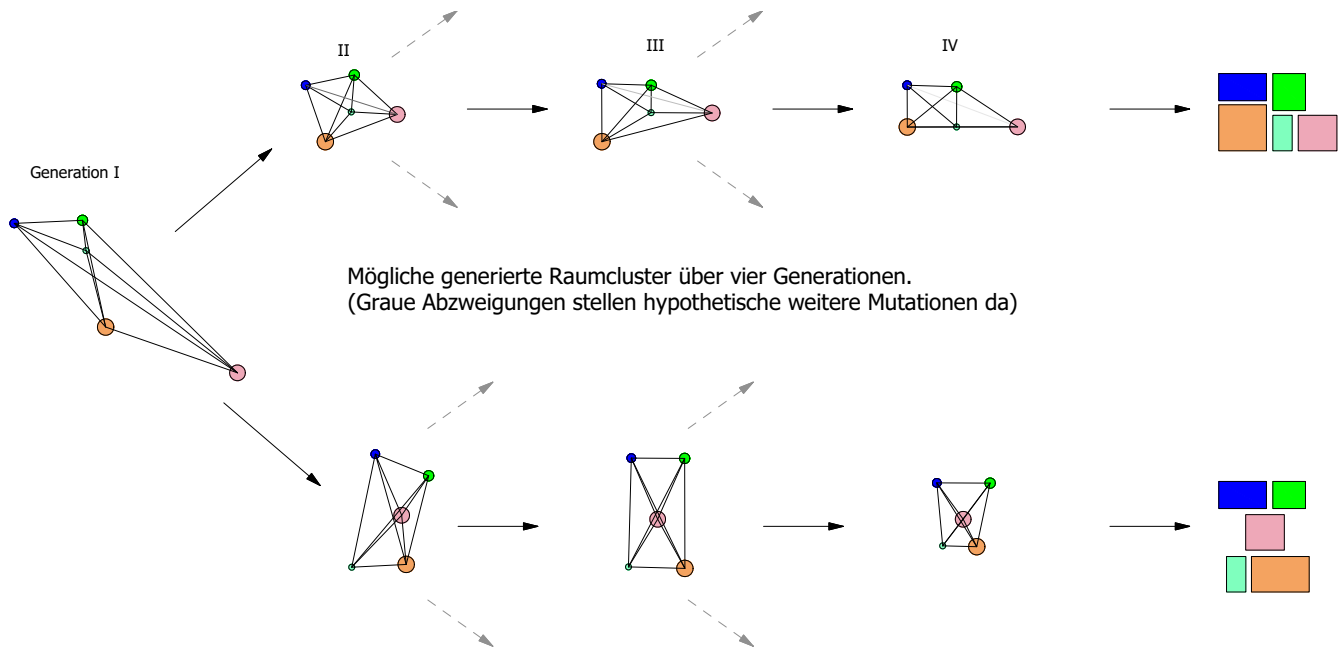 II
III
IV
Generation I
Mögliche generierte Raumcluster über vier Generationen.
(Graue Abzweigungen stellen hypothetische weitere Mutationen da)